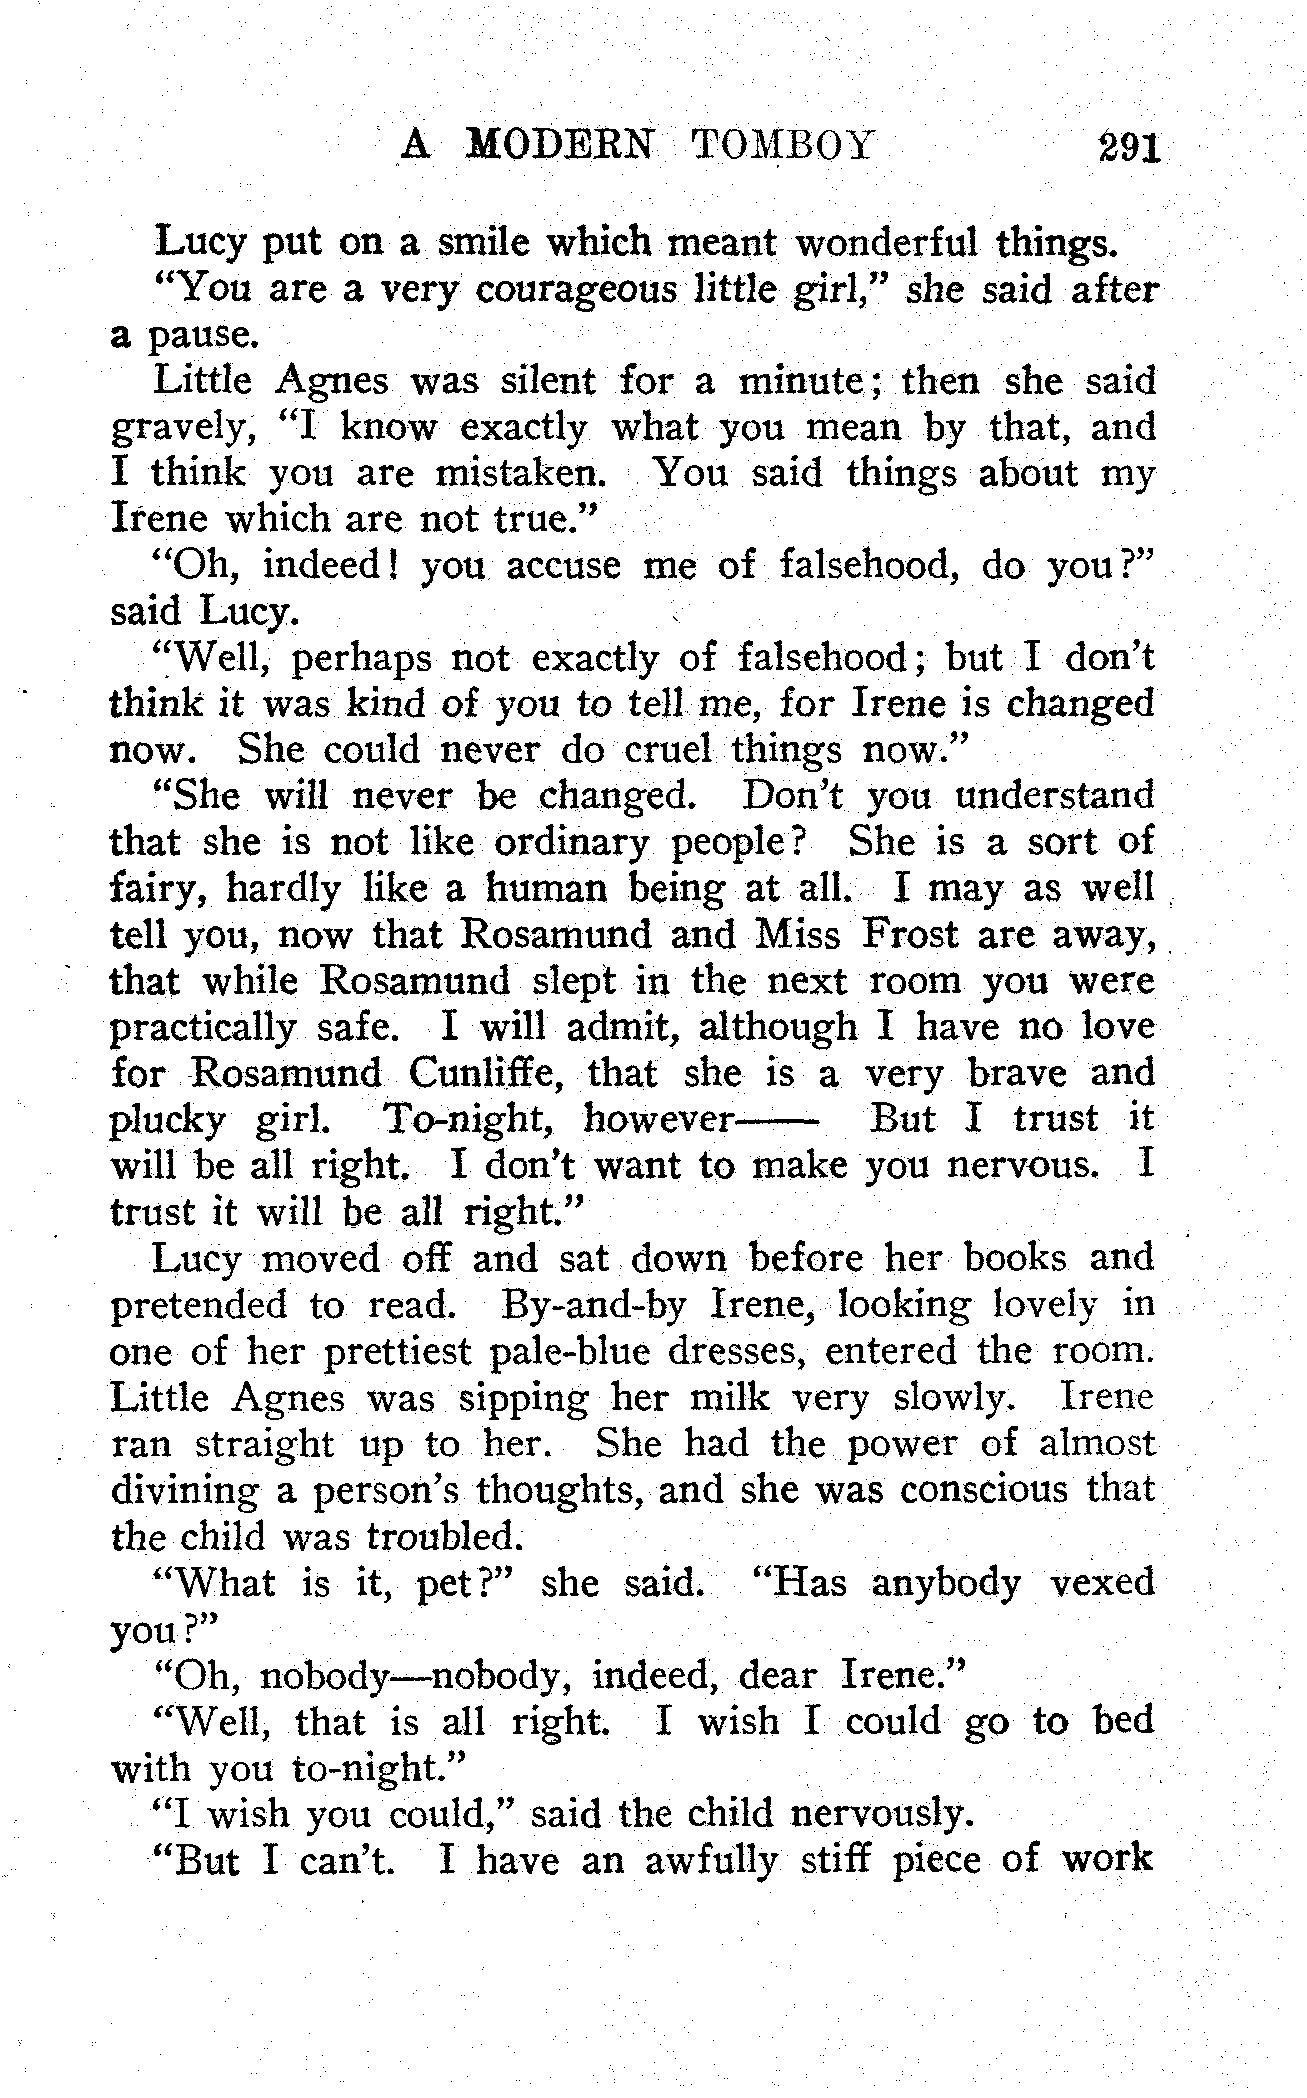 A MODERN TOMBOY 291
Lucy put on a smile which meant wonderful things.
“You are a very courageous little girl,” she said after
a pause.
Little Agnes was silent for a minute; then she said
gravely, “I know exactly what you mean by that, and
I think you are mistaken. You said things about my
Irene which are not true.”
“Oh, indeed! you accuse me of falsehood, do you?”
said Lucy.
“Well, perhaps not exactly of falsehood; but I don’t
think it was kind of you to tell me, for Irene is changed
now. She could never do cruel things now.”
“She will never be changed. Don’t you understand
that she is not like ordinary people? She is a sort of
fairy, hardly like a human being at all. I may as well
tell you, now that Rosamund and Miss Frost are away,
that while Rosamund slept in the next room you were
practically safe. I will admit, although I have no love
for Rosamund Cunliffe, that she is a very brave and
plucky girl. To-night, however—— But I trust it
will be all right. I don’t want to make you nervous. I
trust it will be all right.”
Lucy moved off and sat down before her books and
pretended to read. By-and-by Irene, looking lovely in
one of her prettiest pale-blue dresses, entered the room.
Little Agnes was sipping her milk very slowly. Irene
ran straight up to her. She had the power of almost
divining a person’s thoughts, and she was conscious that
the child was troubled.
“What is it, pet?” she said. “Has anybody vexed
you?”
“Oh, nobody—nobody, indeed, dear Irene.”
“Well, that is all right. I wish I could go to bed
with you to-night.”
“I wish you could,” said the child nervously.
“But I can’t. I have an awfully stiff piece of work